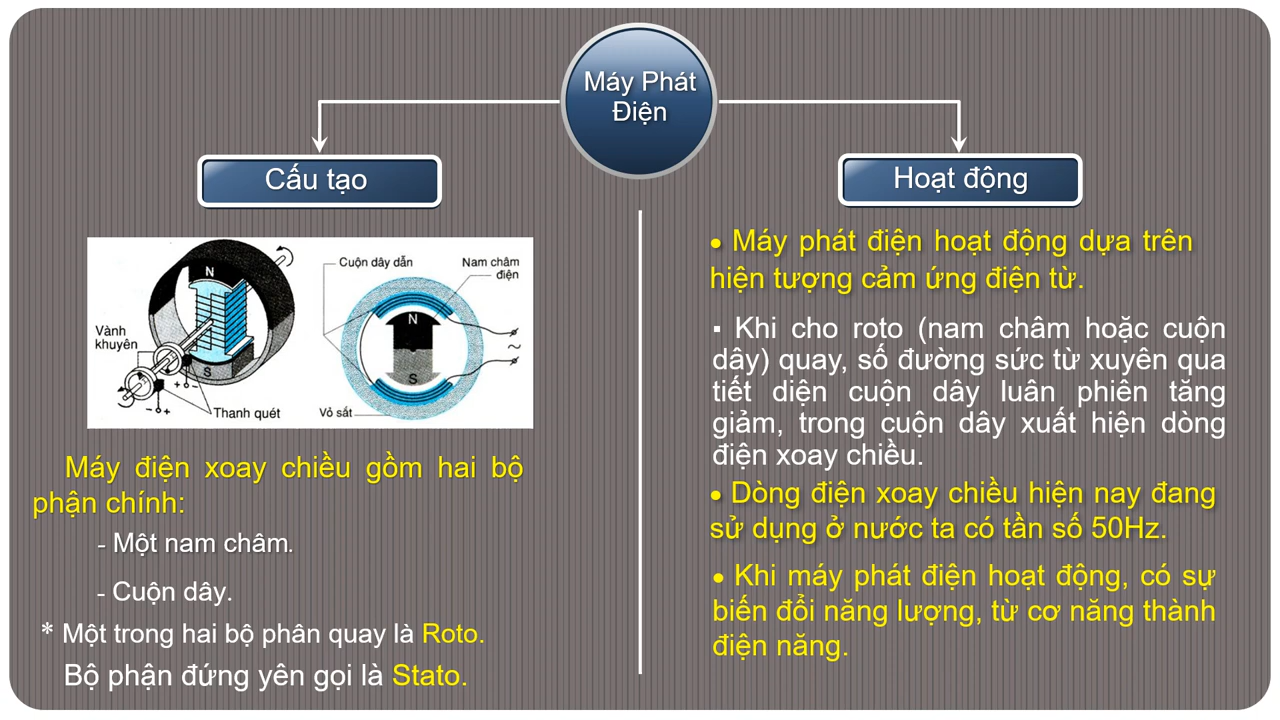 Máy Phát
Điện
Cấu tạo
Hoạt động
N
S
Vành
khuyên
Thanh quét
+
-
-
+
Cuộn dây dẫn
Nam châm
điện
N
S
~
Vỏ sắt
Máy điện xoay chiều gồm hai bộ
phận chính:
- Một nam châm.
- Cuộn dây.
* Một trong hai bộ phân quay là Roto.
Bộ phận đứng yên gọi là Stato.
• Máy phát điện hoạt động dựa trên
hiện tượng cảm ứng điện từ.
▪ Khi cho roto (nam châm hoặc cuộn
dây) quay, số đường sức từ xuyên qua
tiết diện cuộn dây luân phiên tăng
giảm, trong cuộn dây xuất hiện dòng
điện xoay chiều.
• Dòng điện xoay chiều hiện nay đang
sử dụng ở nước ta có tần số 50Hz.
• Khi máy phát điện hoạt động, có sự
biến đổi năng lượng, từ cơ năng thành
điện năng.